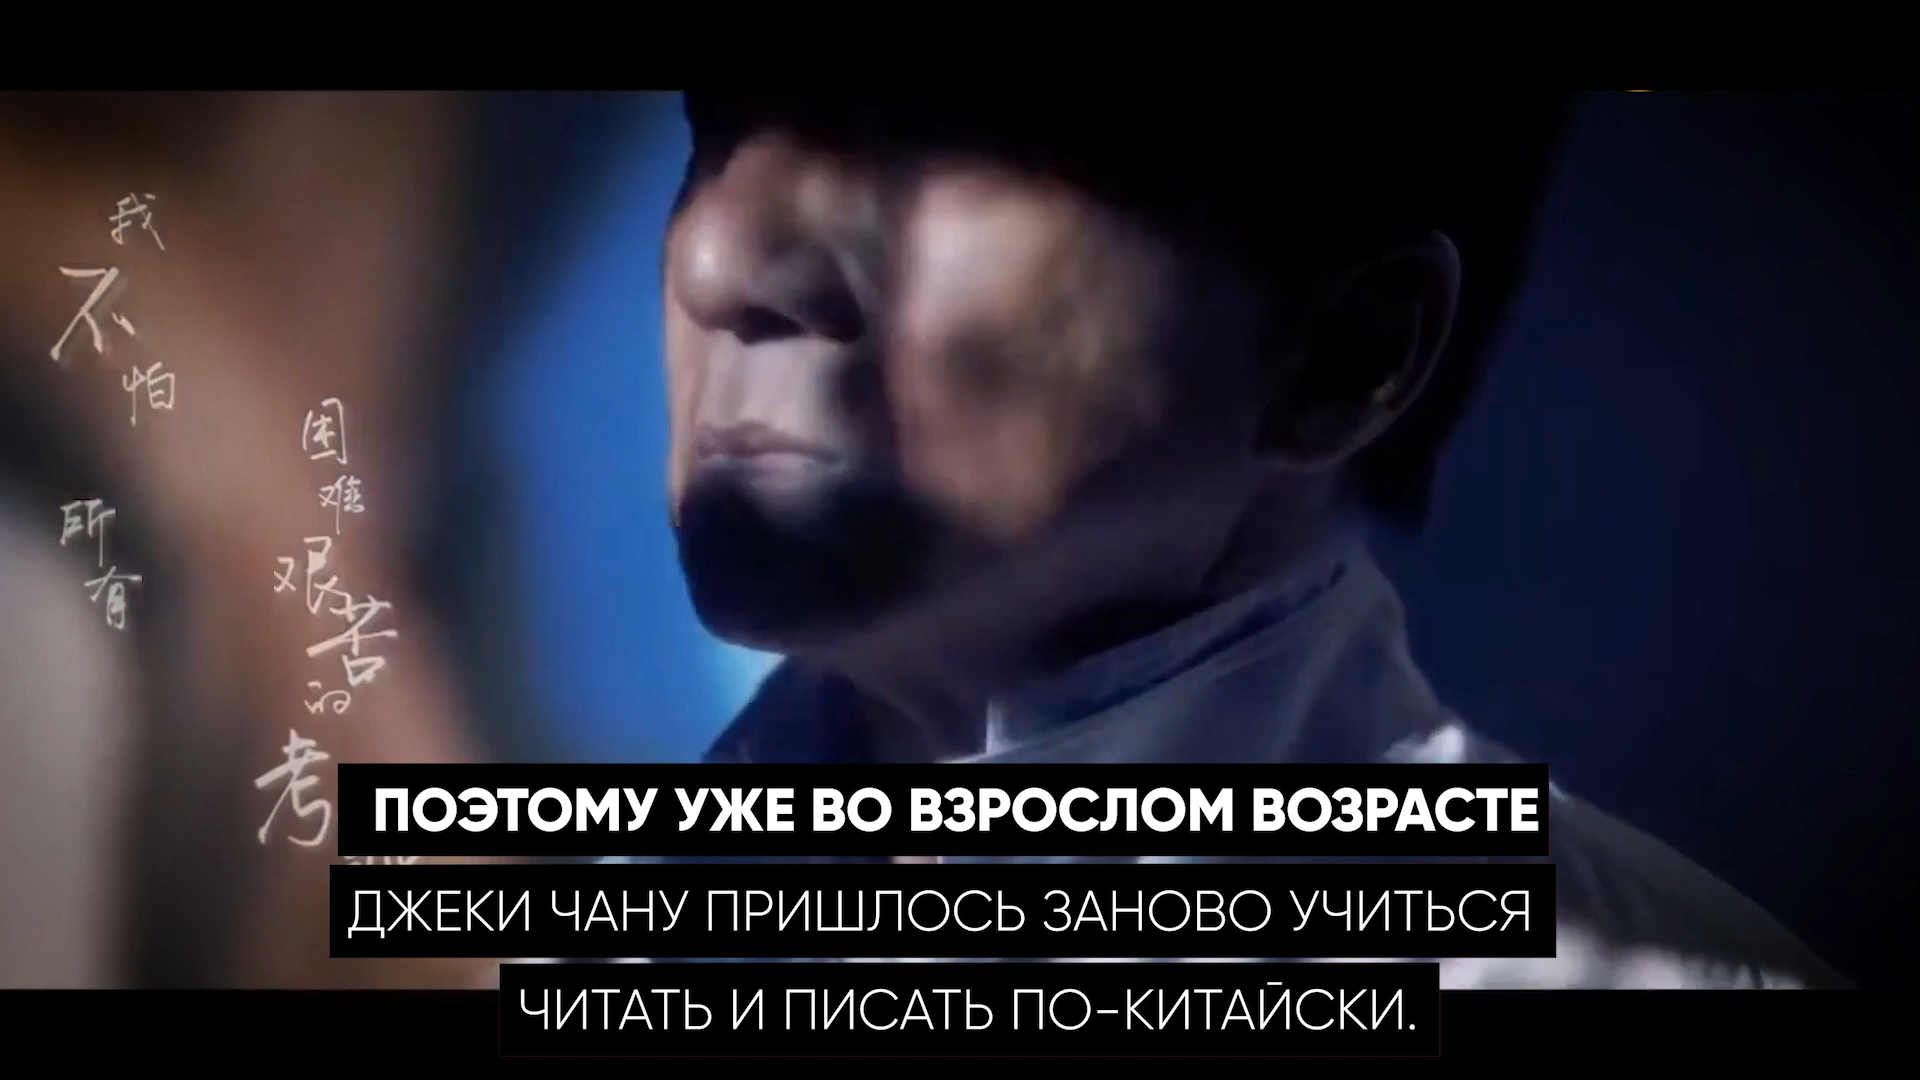 我不怕
所有
困难艰苦的
考
ПОЭТОМУ УЖЕ ВО ВЗРОСЛОМ ВОЗРАСТЕ
ДЖЕКИ ЧАНУ ПРИШЛОСЬ ЗАНОВО УЧИТЬСЯ
ЧИТАТЬ И ПИСАТЬ ПО-КИТАЙСКИ.